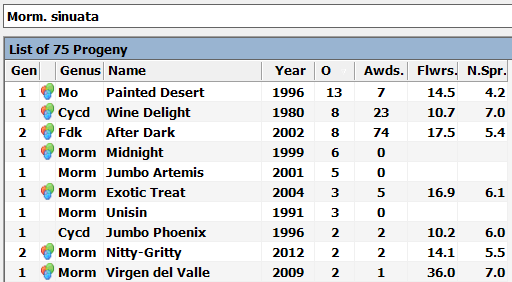 Morm. sinuata
List of 75 Progeny
Gen Genus Name Year O Awds. Flwrs. N.Spr.
1 Mo Painted Desert 1996 13 7 14.5 4.2
1 Cycd Wine Delight 1980 8 23 10.7 7.0
2 Fdk After Dark 2002 8 74 17.5 5.4
1 Morm Midnight 1999 6 0
1 Morm Jumbo Artemis 2001 5 0
1 Morm Exotic Treat 2004 3 5 16.9 6.1
1 Morm Unisin 1991 3 0
1 Cycd Jumbo Phoenix 1996 2 2 10.2 6.0
2 Morm Nitty-Gritty 2012 2 2 14.1 5.5
1 Morm Virgen del Valle 2009 2 1 36.0 7.0